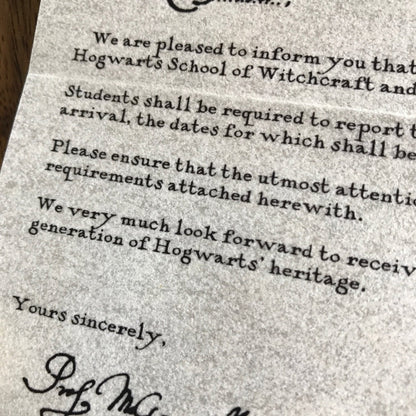 We are pleased to inform you that
Hogwarts School of Witchcraft and
Students shall be required to report
arrival, the dates for which shall be
Please ensure that the utmost
requirements attached herewith.
We very much look forward to
generation of Hogwarts' heritage.
Yours sincerely,
Prof.